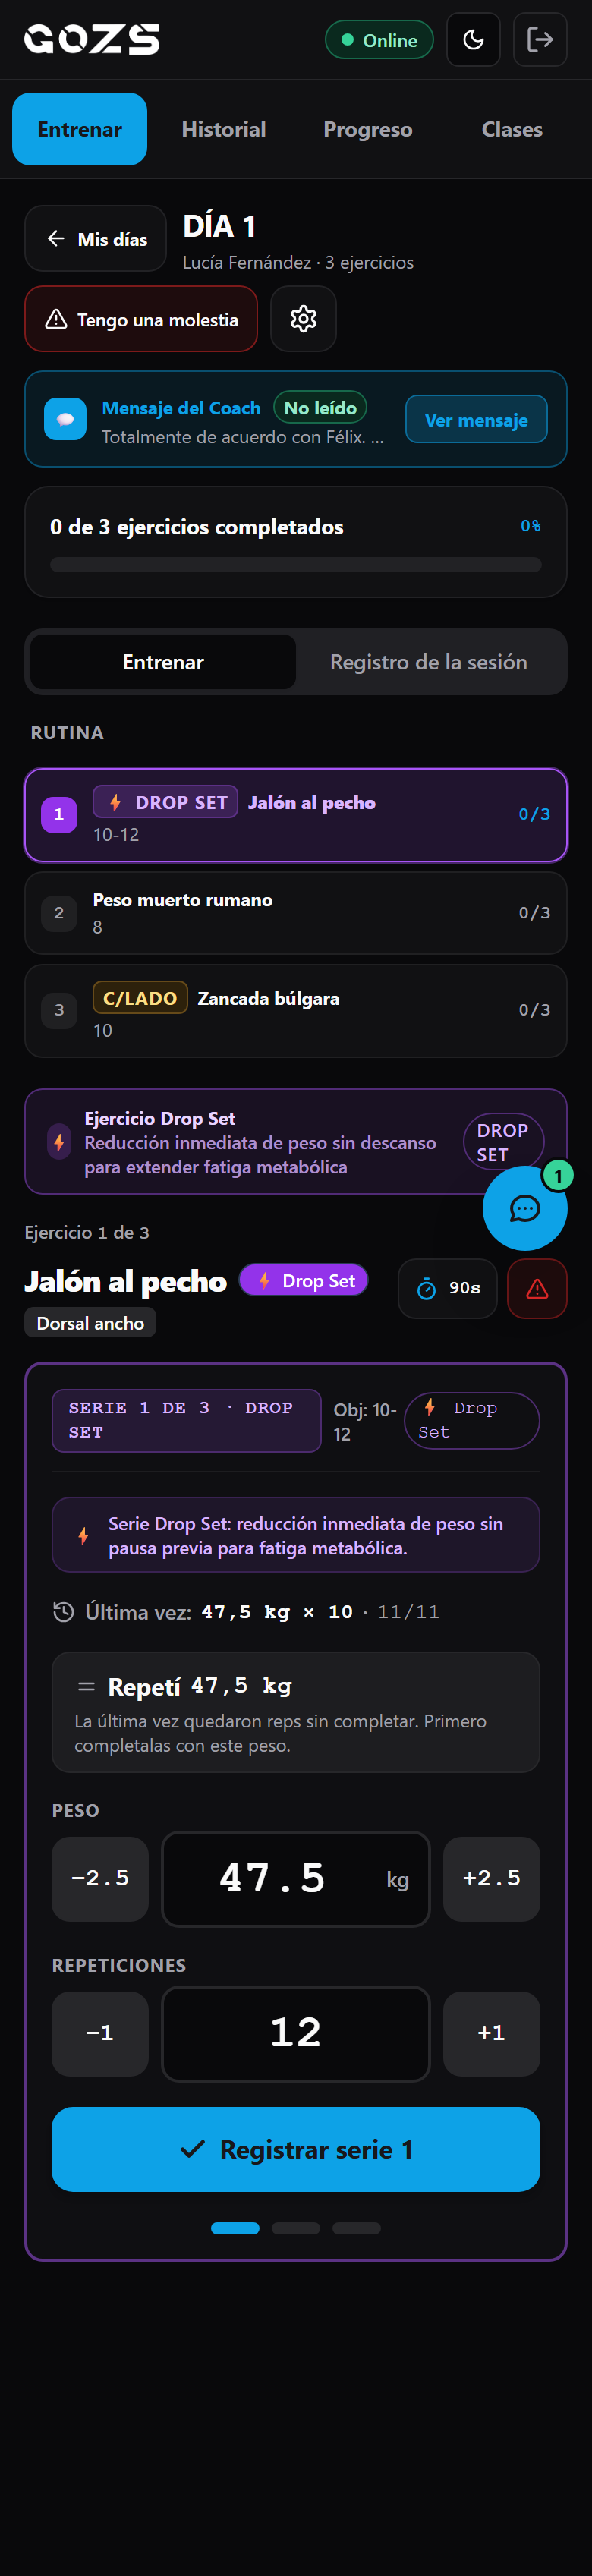 GOZS
Online
Entrenar
Historial
Progreso
Clases
Mis días
DÍA 1
Lucía Fernández · 3 ejercicios
Tengo una molestia
Mensaje del Coach
No leído
Totalmente de acuerdo con Félix. ...
Ver mensaje
0 de 3 ejercicios completados
0%
Entrenar
Registro de la sesión
RUTINA
1
DROP SET
Jalón al pecho
10-12
0/3
2
Peso muerto rumano
8
0/3
3
C/LADO
Zancada búlgara
10
0/3
Ejercicio Drop Set
Reducción inmediata de peso sin descanso
para extender fatiga metabólica
DROP
SET
1
Ejercicio 1 de 3
Jalón al pecho
Drop Set
90s
Dorsal ancho
SERIE 1 DE 3 · DROP
SET
Obj: 10-
12
Drop
Set
Serie Drop Set: reducción inmediata de peso sin
pausa previa para fatiga metabólica.
Última vez: 47,5 kg × 10 · 11/11
Repetí 47,5 kg
La última vez quedaron reps sin completar. Primero
completalas con este peso.
PESO
−2.5
47.5
kg
+2.5
REPETICIONES
−1
12
+1
Registrar serie 1